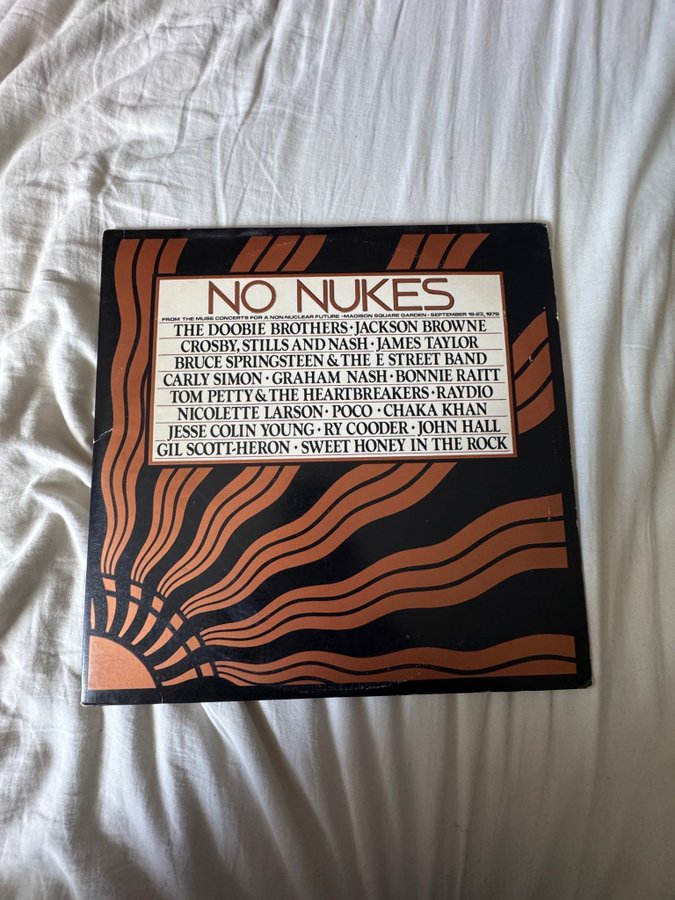 NO NUKES
FROM THE MUSE CONCERTS FOR A NON-NUCLEAR FUTURE • MADISON SQUARE GARDEN • SEPTEMBER 19-23, 1979
THE DOOBIE BROTHERS • JACKSON BROWNE
CROSBY, STILLS AND NASH • JAMES TAYLOR
BRUCE SPRINGSTEEN & THE E STREET BAND
CARLY SIMON • GRAHAM NASH • BONNIE RAITT
TOM PETTY & THE HEARTBREAKERS • RAYDIO
NICOLETTE LARSON • POCO • CHAKA KHAN
JESSE COLIN YOUNG • RY COODER • JOHN HALL
GIL SCOTT-HERON • SWEET HONEY IN THE ROCK